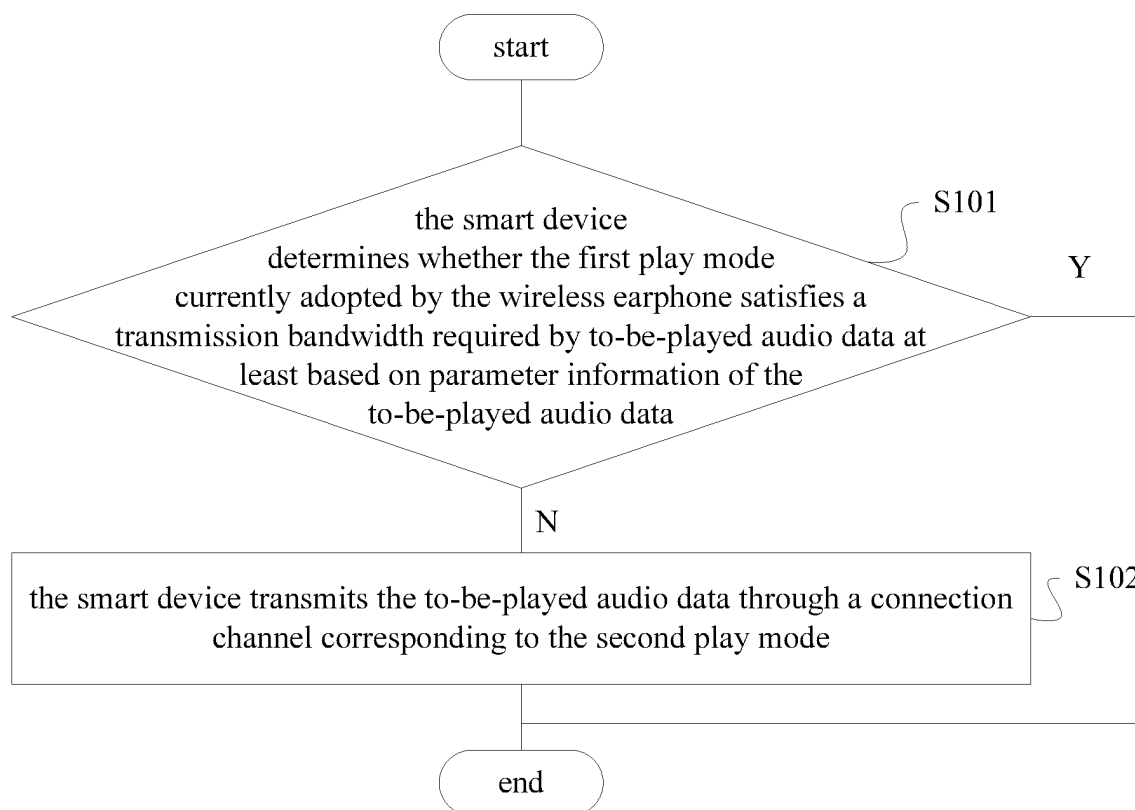 start
S101
the smart device
determines whether the first play mode
currently adopted by the wireless earphone satisfies a
transmission bandwidth required by to-be-played audio data at
least based on parameter information of the
to-be-played audio data
Y
N
S102
the smart device transmits the to-be-played audio data through a connection
channel corresponding to the second play mode
end